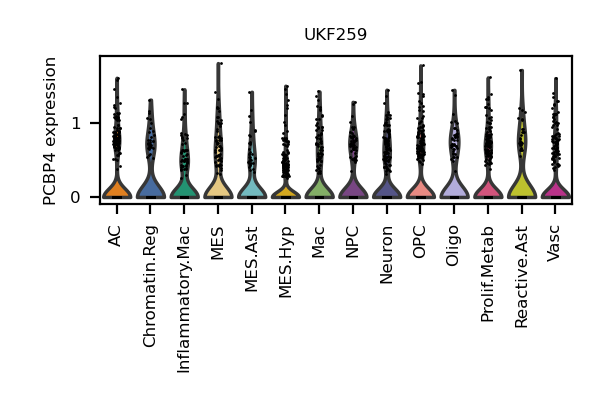 UKF259
PCBP4 expression
1
0
AC
Chromatin.Reg
Inflammatory.Mac
MES
MES.Ast
MES.Hyp
Mac
NPC
Neuron
OPC
Oligo
Prolif.Metab
Reactive.Ast
Vasc